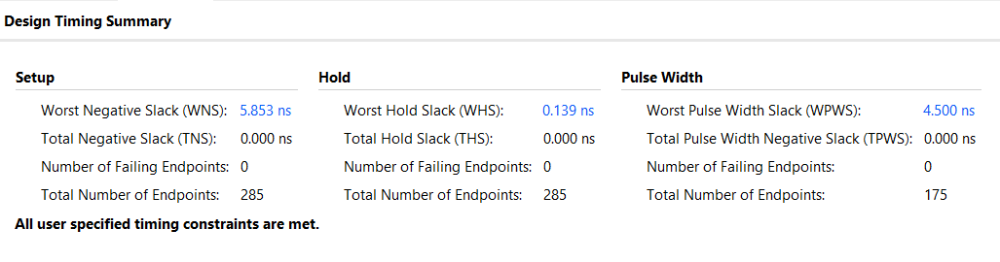 Design Timing Summary
Setup Hold Pulse Width
Worst Negative Slack (WNS): 5.853 ns Worst Hold Slack (WHS): 0.139 ns Worst Pulse Width Slack (WPWS): 4.500 ns
Total Negative Slack (TNS): 0.000 ns Total Hold Slack (THS): 0.000 ns Total Pulse Width Negative Slack (TPWS): 0.000 ns
Number of Failing Endpoints: 0 Number of Failing Endpoints: 0 Number of Failing Endpoints: 0
Total Number of Endpoints: 285 Total Number of Endpoints: 285 Total Number of Endpoints: 175
All user specified timing constraints are met.